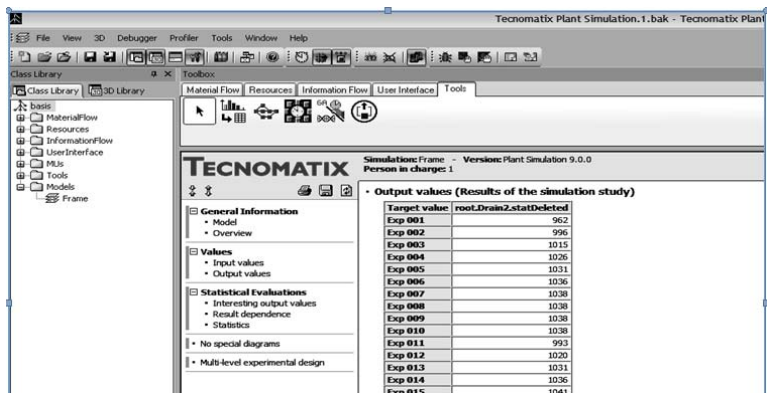 Tecnomatix Plant Simulation.1.bak - Tecnomatix Plant
File View 3D Debugger Profiler Tools Window Help
Class Library
Toolbox
Class Library 3D Library
Material Flow Resources Information Flow User Interface Tools
basis
MaterialFlow
Resources
InformationFlow
UserInterface
MUs
Tools
Models
Frame
TECNOMATIX
Simulation: Frame - Version: Plant Simulation 9.0.0
Person in charge: 1
General Information
• Model
• Overview
Values
• Input values
• Output values
Statistical Evaluations
• Interesting output values
• Result dependence
• Statistics
• No special diagrams
• Multi-level experimental design
• Output values (Results of the simulation study)
Target value root.Drain2.statDeleted
Exp 001 962
Exp 002 996
Exp 003 1015
Exp 004 1026
Exp 005 1031
Exp 006 1036
Exp 007 1038
Exp 008 1038
Exp 009 1038
Exp 010 1038
Exp 011 993
Exp 012 1020
Exp 013 1031
Exp 014 1036
Exp 015 1041